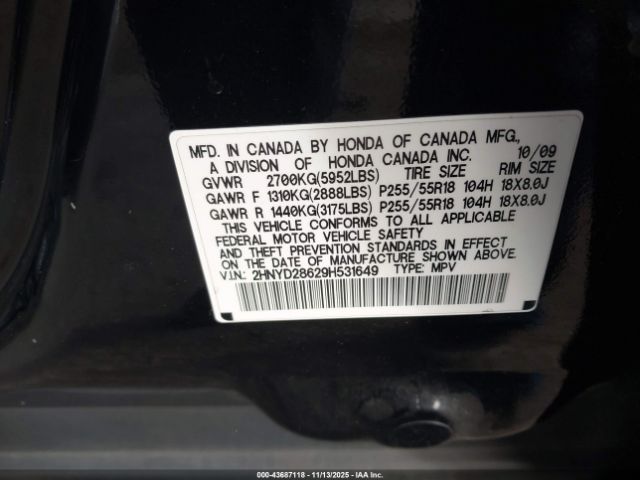 MFD. IN CANADA BY HONDA OF CANADA MFG., 10/09
A DIVISION OF HONDA CANADA INC.
GVWR 2700KG(5952LBS) TIRE SIZE RIM SIZE
GAWR F 1310KG(2888LBS) P255/55R18 104H 18X8.0J
GAWR R 1440KG(3175LBS) P255/55R18 104H 18X8.0J
THIS VEHICLE CONFORMS TO ALL APPLICABLE
FEDERAL MOTOR VEHICLE SAFETY
AND THEFT PREVENTION STANDARDS IN EFFECT
ON THE DATE OF MANUFACTURE SHOWN ABOVE.
V.I.N: 2HNYD28629H531649 TYPE: MPV
000-43687118 - 11/13/2025 - IAA Inc.